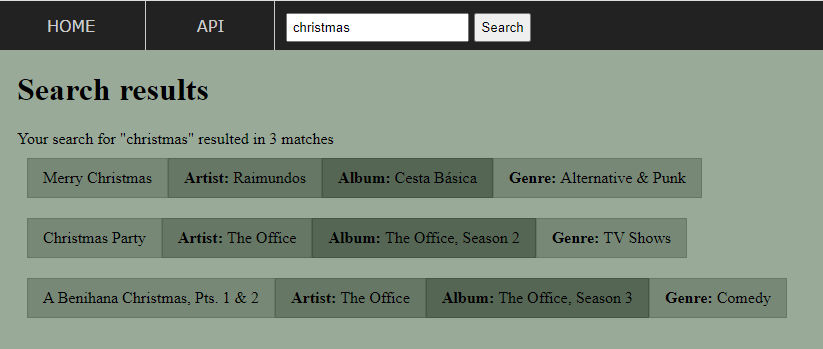 HOME API christmas Search
Search results
Your search for "christmas" resulted in 3 matches
Merry Christmas Artist: Raimundos Album: Cesta Básica Genre: Alternative & Punk
Christmas Party Artist: The Office Album: The Office, Season 2 Genre: TV Shows
A Benihana Christmas, Pts. 1 & 2 Artist: The Office Album: The Office, Season 3 Genre: Comedy